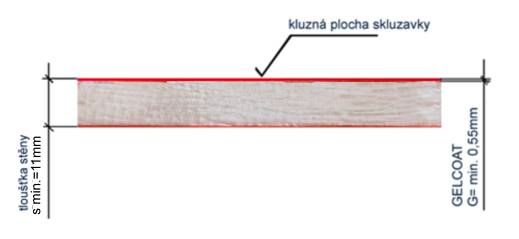 kluzná plocha skluzavky
tloušťka stěny
s min.=11mm
GELCOAT
G= min. 0,55mm